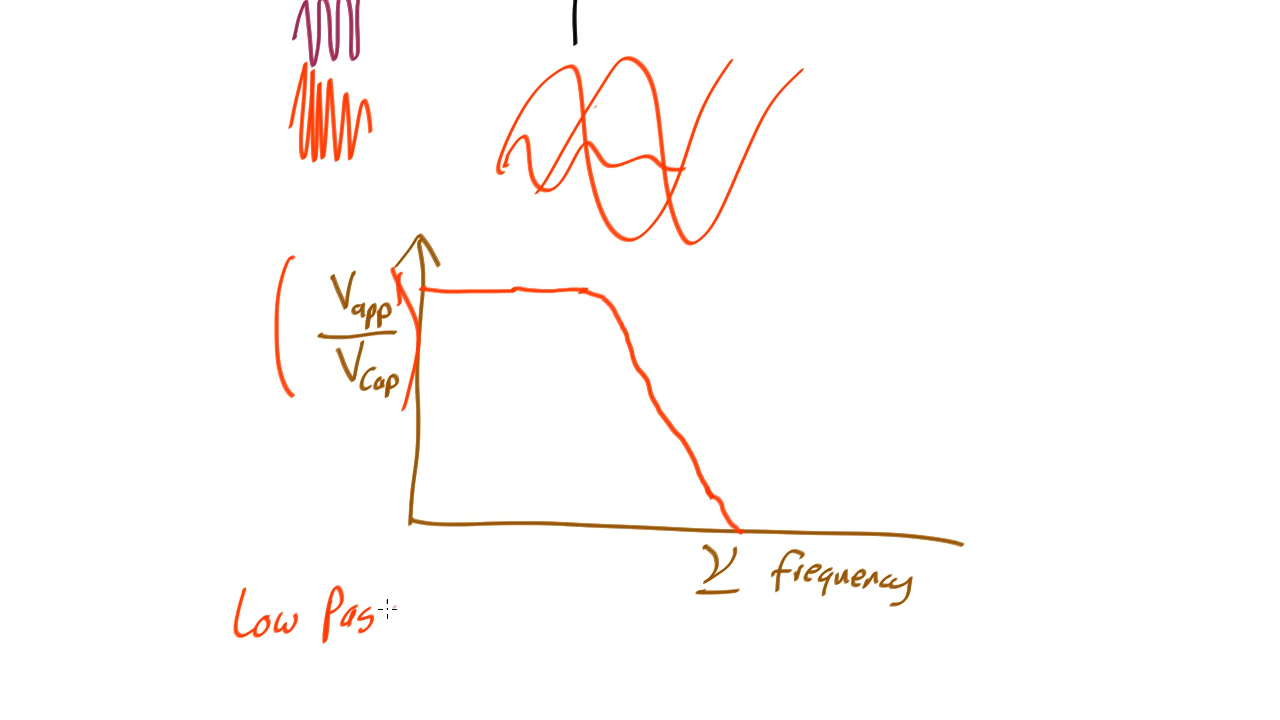 ( Vapp
VCap )
ν frequency
Low Pas